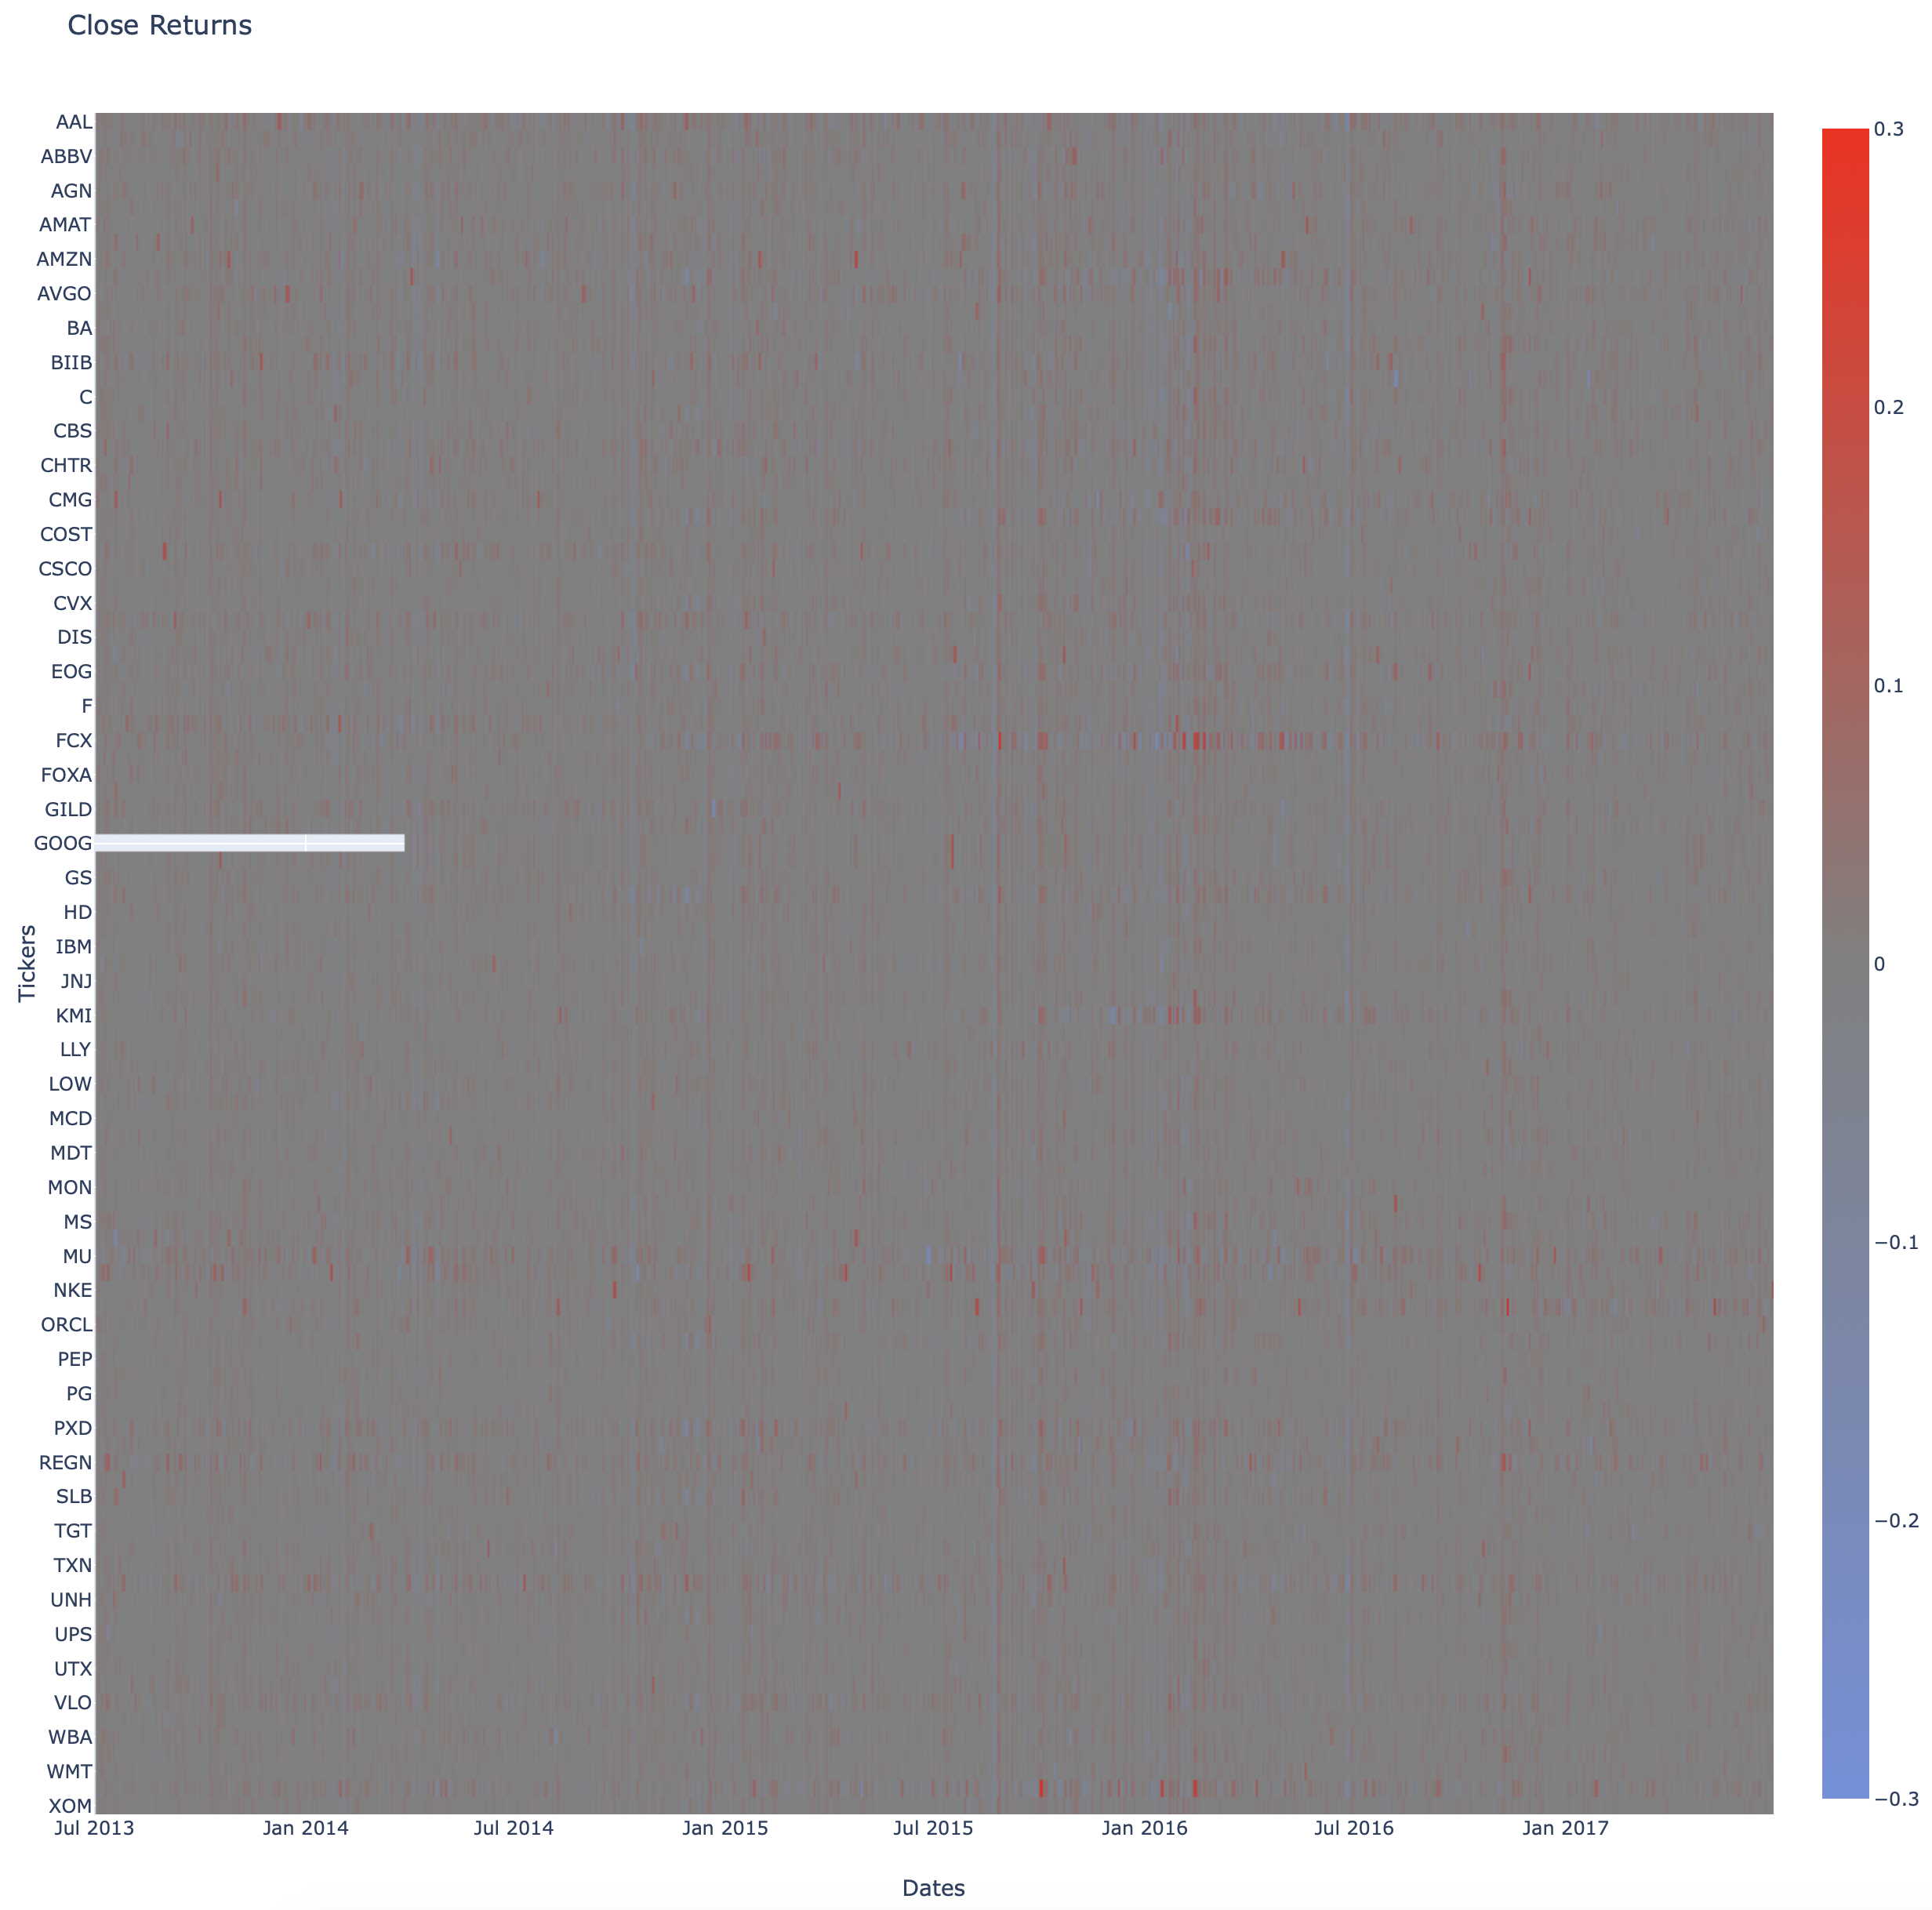 Close Returns
AAL
ABBV
AGN
AMAT
AMZN
AVGO
BA
BIIB
C
CBS
CHTR
CMG
COST
CSCO
CVX
DIS
EOG
F
FCX
FOXA
GILD
GOOG
GS
HD
IBM
JNJ
KMI
LLY
LOW
MCD
MDT
MON
MS
MU
NKE
ORCL
PEP
PG
PXD
REGN
SLB
TGT
TXN
UNH
UPS
UTX
VLO
WBA
WMT
XOM
Tickers
Jul 2013 Jan 2014 Jul 2014 Jan 2015 Jul 2015 Jan 2016 Jul 2016 Jan 2017
Dates
0.3
0.2
0.1
0
−0.1
−0.2
−0.3